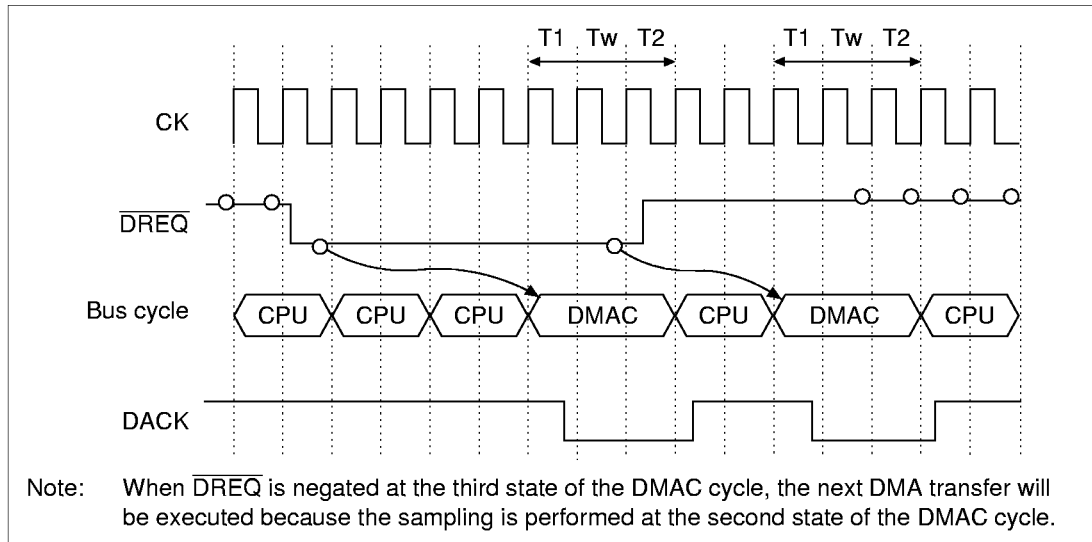 T1 Tw T2 T1 Tw T2
CK
DREQ
Bus cycle CPU CPU CPU DMAC CPU DMAC CPU
DACK
Note: When DREQ is negated at the third state of the DMAC cycle, the next DMA transfer will
be executed because the sampling is performed at the second state of the DMAC cycle.